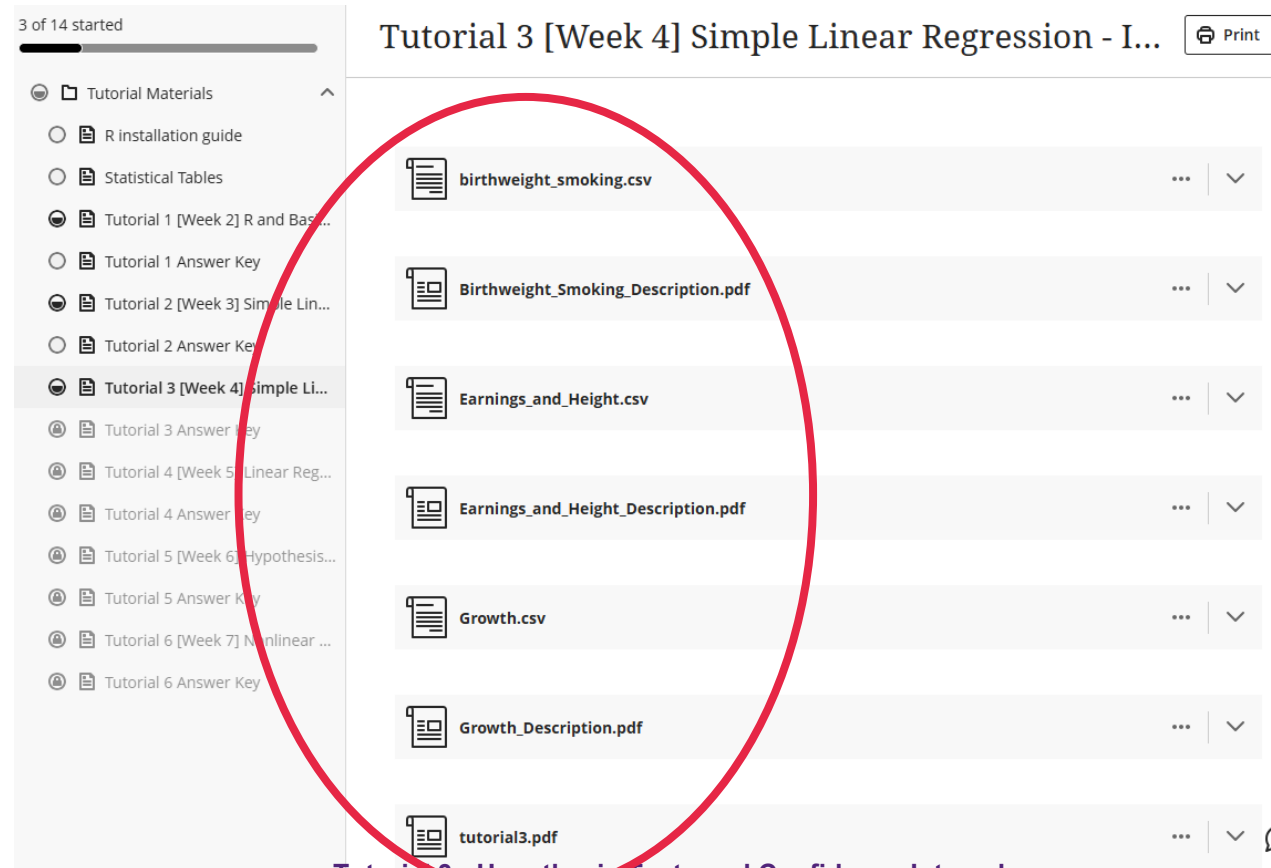 3 of 14 started
Tutorial Materials
R installation guide
Statistical Tables
Tutorial 1 [Week 2] R and Basi...
Tutorial 1 Answer Key
Tutorial 2 [Week 3] Simple Lin...
Tutorial 2 Answer Key
Tutorial 3 [Week 4] Simple Li...
Tutorial 3 Answer Key
Tutorial 4 [Week 5] Linear Reg...
Tutorial 4 Answer Key
Tutorial 5 [Week 6] Hypothesis...
Tutorial 5 Answer Key
Tutorial 6 [Week 7] Nonlinear ...
Tutorial 6 Answer Key
Tutorial 3 [Week 4] Simple Linear Regression - I...
Print
birthweight_smoking.csv
Birthweight_Smoking_Description.pdf
Earnings_and_Height.csv
Earnings_and_Height_Description.pdf
Growth.csv
Growth_Description.pdf
tutorial3.pdf